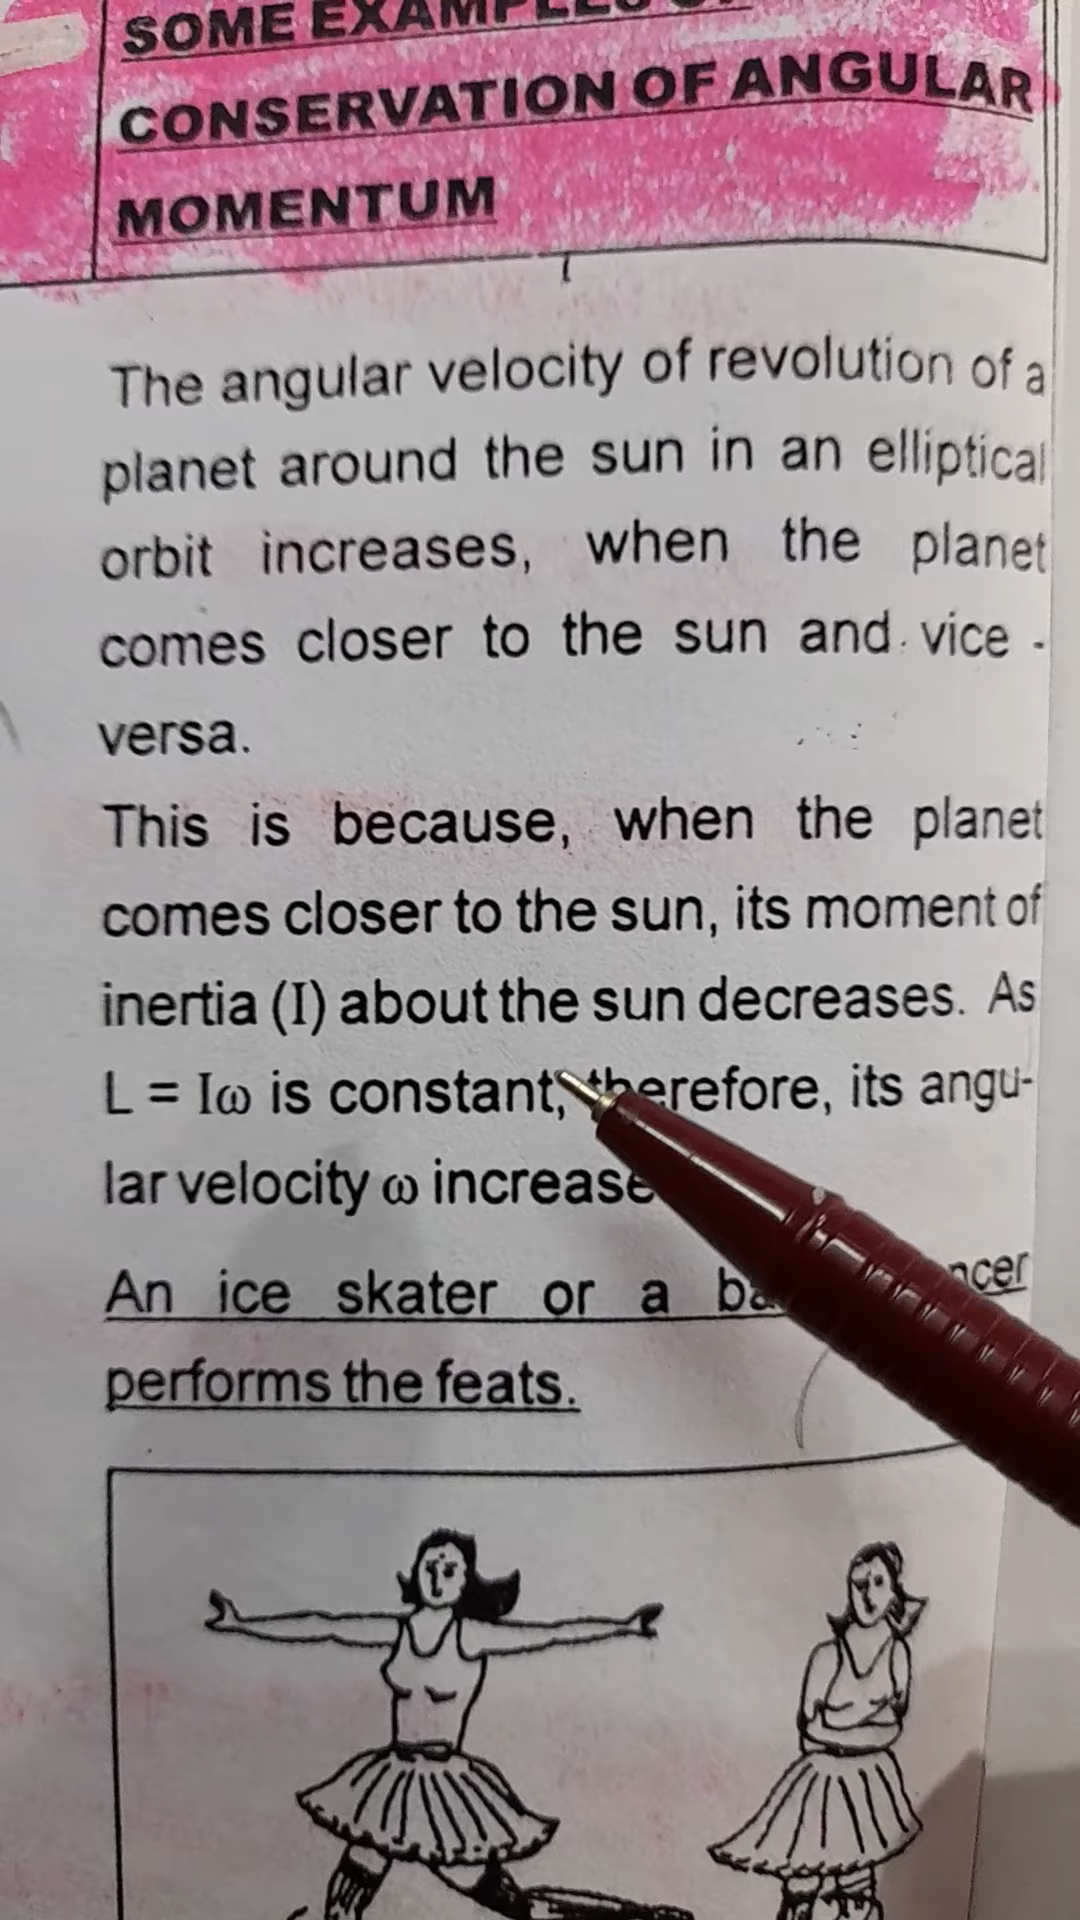 SOME EXAMPLES
CONSERVATION OF ANGULAR
MOMENTUM
The angular velocity of revolution of a
planet around the sun in an elliptical
orbit increases, when the planet
comes closer to the sun and vice -
versa.
This is because, when the planet
comes closer to the sun, its moment of
inertia (I) about the sun decreases. As
L = Iω is constant, therefore, its angu-
lar velocity ω increase
An ice skater or a
performs the feats.